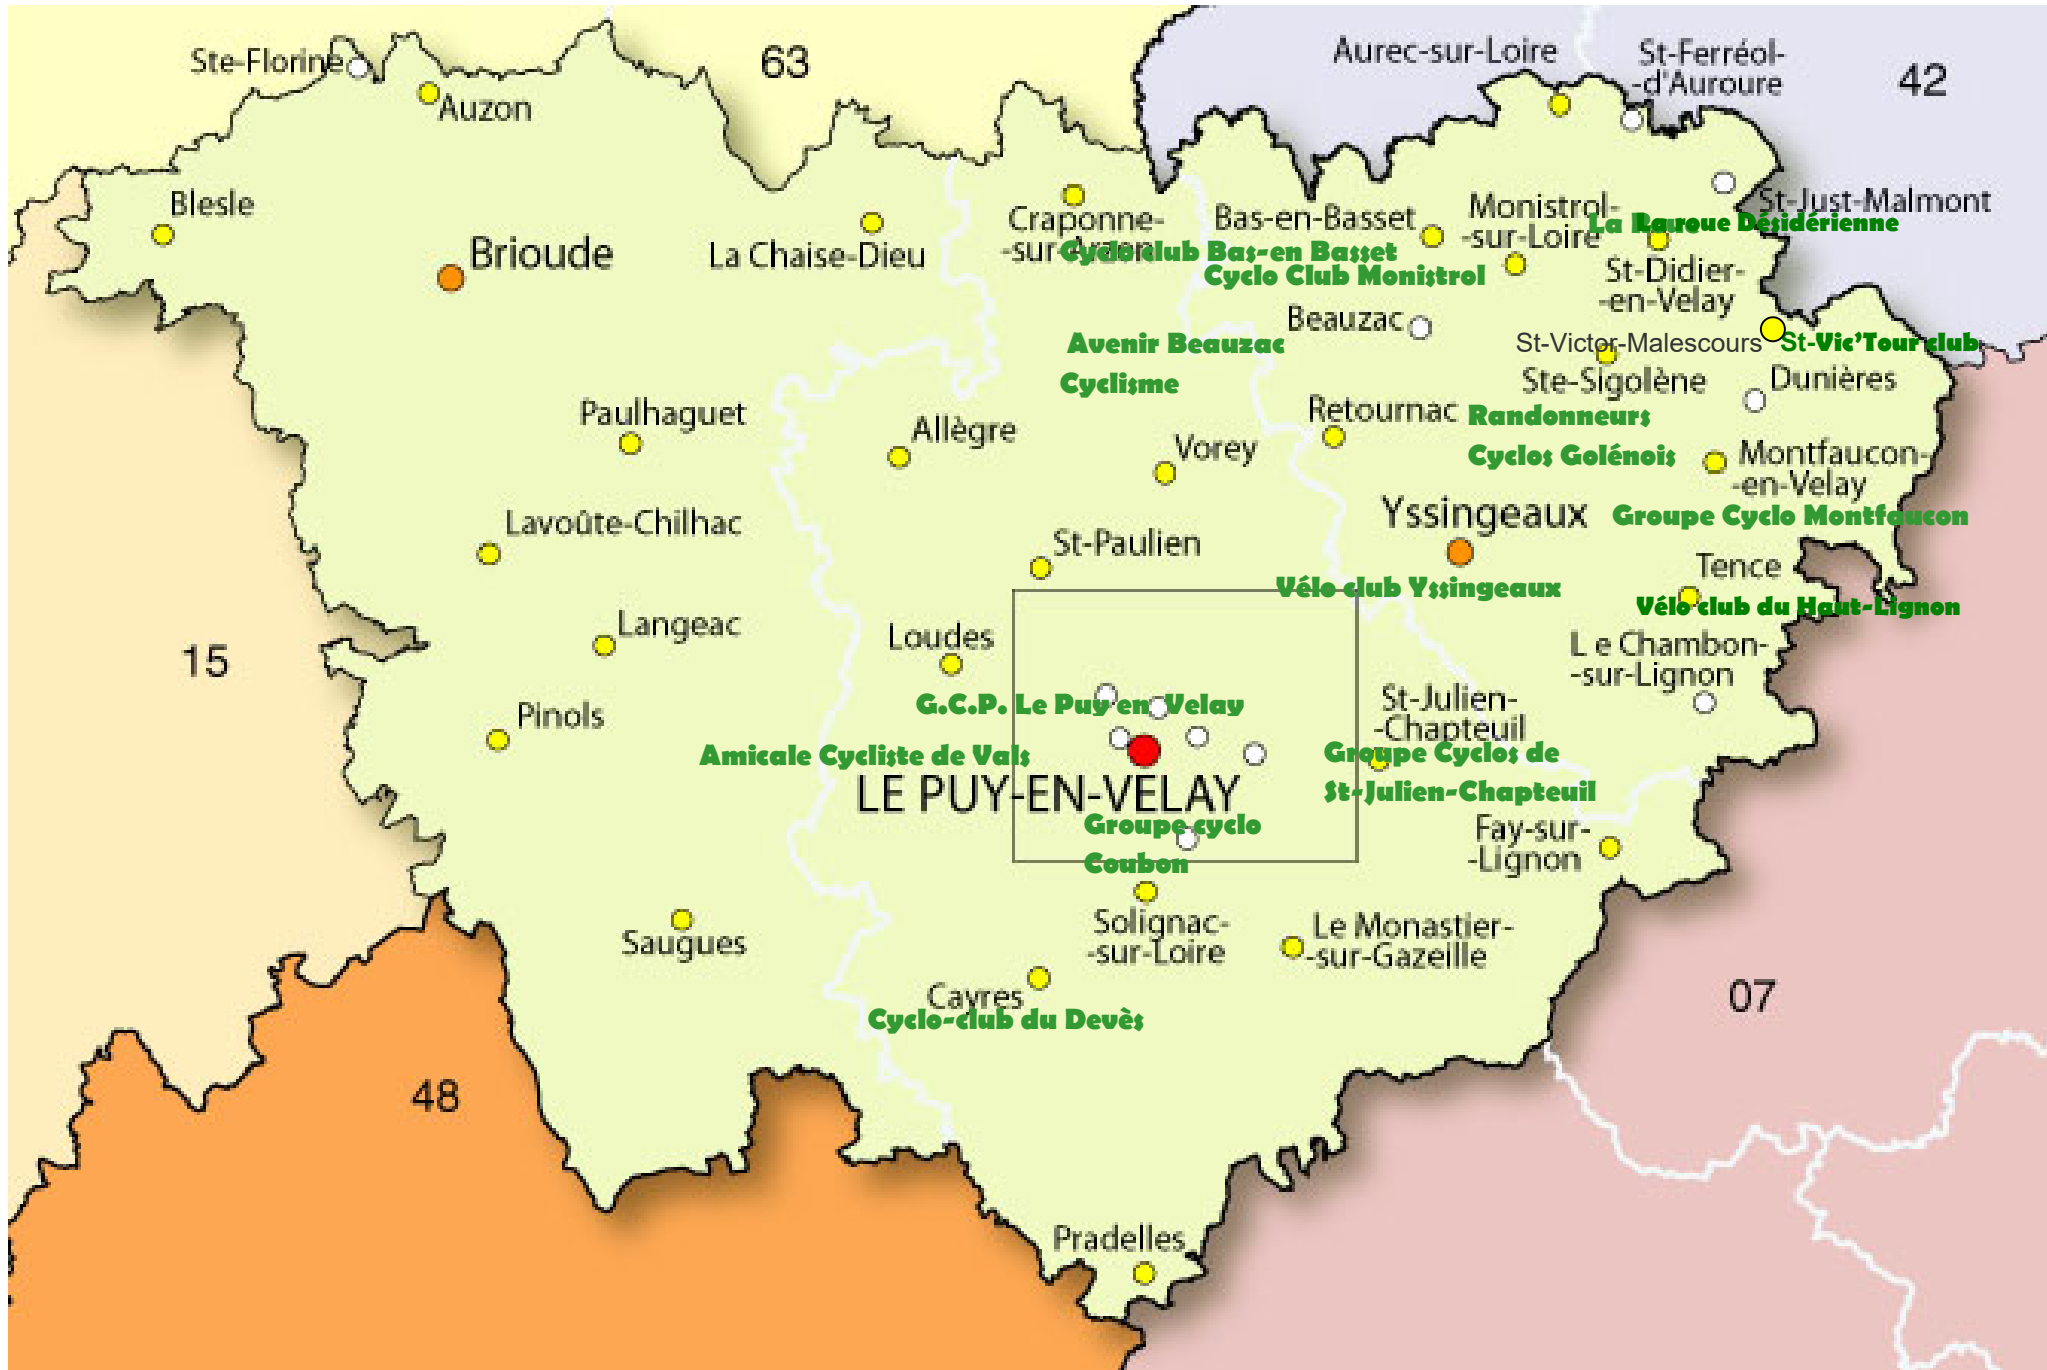 Ste-Florine
63
Aurec-sur-Loire
St-Ferréol-
-d'Auroure
42
Auzon
Blesle
Brioude
La Chaise-Dieu
Craponne-
-sur-Arzon
Bas-en-Basset
Monistrol-
-sur-Loire
St-Just-Malmont
La
La roue Désidérienne
Cyclo club Bas-en Basset
Cyclo Club Monistrol
St-Didier-
-en-Velay
Beauzac
Avenir Beauzac
Cyclisme
St-Victor-Malescours
St-Vic'Tour club
Ste-Sigolène
Dunières
Paulhaguet
Allègre
Vorey
Retournac
Randonneurs
Cyclos Golénois
Montfaucon-
-en-Velay
Lavoûte-Chilhac
St-Paulien
Yssingeaux
Groupe Cyclo Montfaucon
Vélo club Yssingeaux
Tence
Vélo club du Haut-Lignon
Langeac
Loudes
L e Chambon-
-sur-Lignon
15
Pinols
G.C.P. Le Puy en Velay
St-Julien-
-Chapteuil
Amicale Cycliste de Vals
Groupe Cyclos de
St-Julien-Chapteuil
LE PUY-EN-VELAY
Groupe cyclo
Coubon
Fay-sur-
-Lignon
Saugues
Solignac-
-sur-Loire
Le Monastier-
-sur-Gazeille
Cayres
Cyclo-club du Devès
07
48
Pradelles